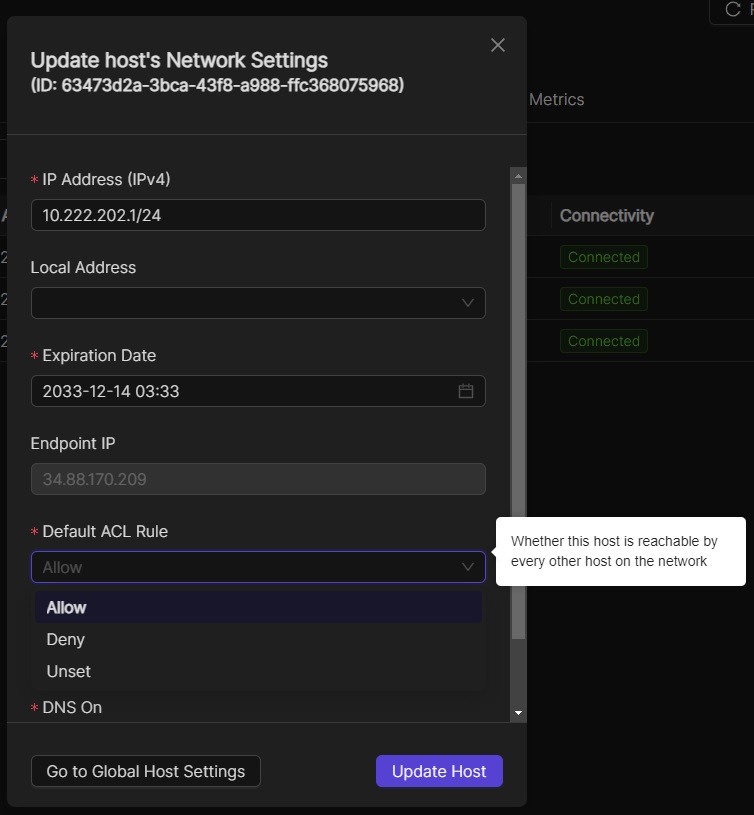 Update host's Network Settings
(ID: 63473d2a-3bca-43f8-a988-ffc368075968)
Metrics
* IP Address (IPv4)
10.222.202.1/24
Connectivity
Local Address
Connected
Connected
Connected
* Expiration Date
2033-12-14 03:33
Endpoint IP
34.88.170.209
* Default ACL Rule
Allow
Whether this host is reachable by
every other host on the network
Allow
Deny
Unset
* DNS On
Go to Global Host Settings
Update Host